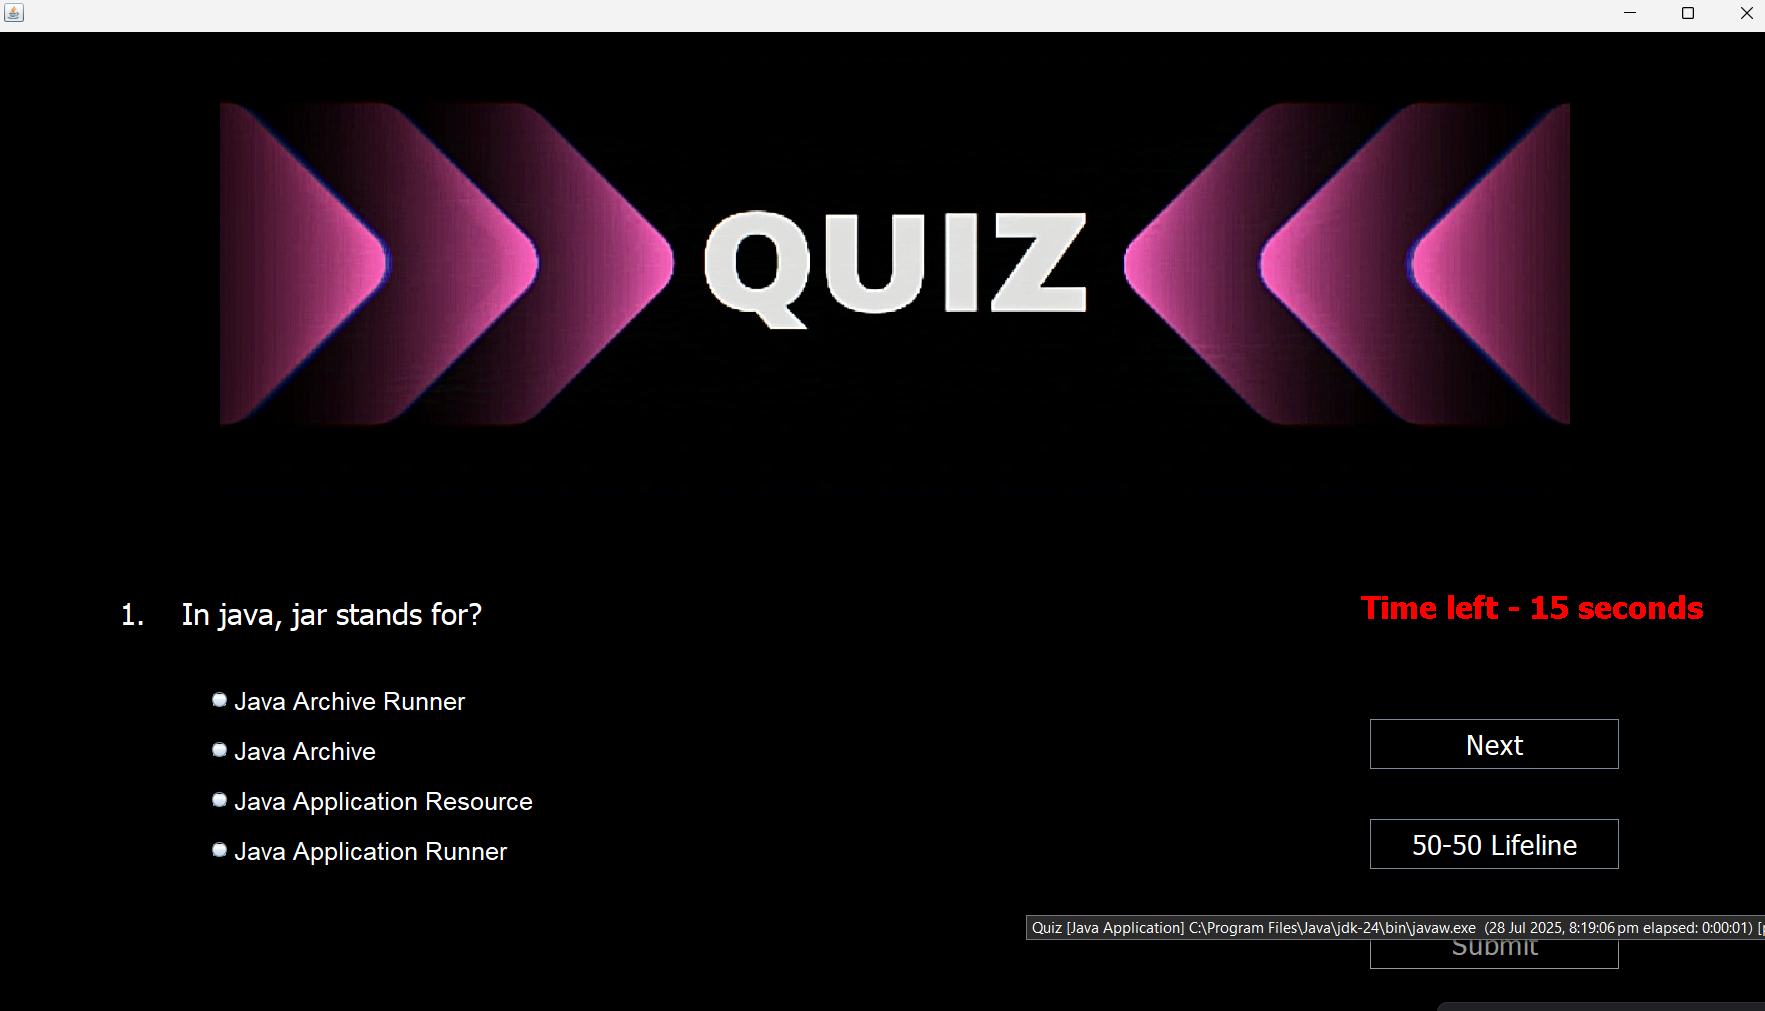 QUIZ
1. In java, jar stands for?
Time left - 15 seconds
Java Archive Runner
Java Archive
Java Application Resource
Java Application Runner
Next
50-50 Lifeline
Quiz [Java Application] C:\Program Files\Java\jdk-24\bin\javaw.exe (28 Jul 2025, 8:19:06 pm elapsed: 0:00:01) [
Submit